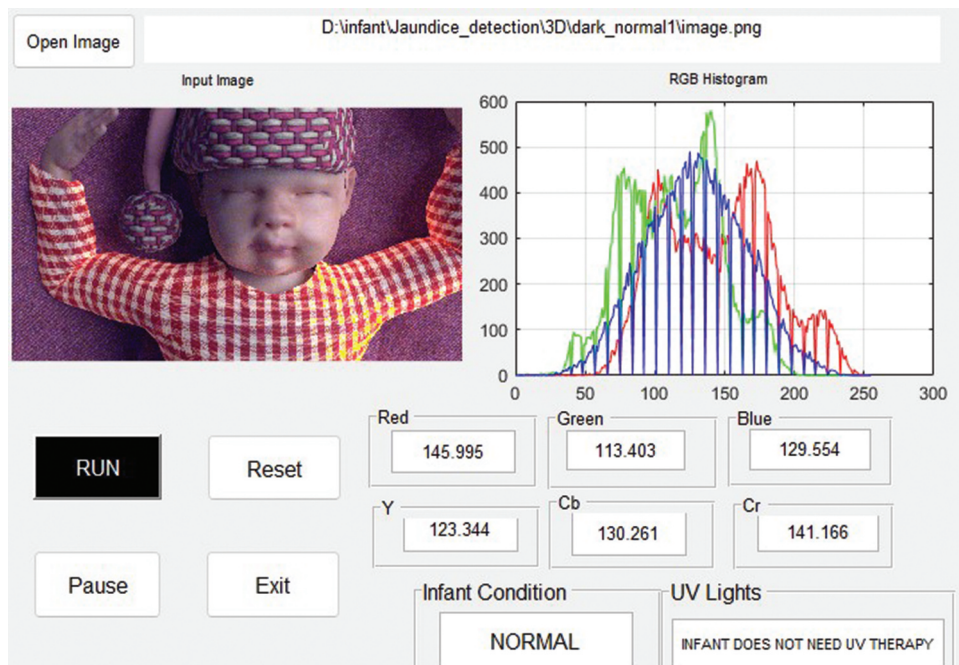 Open Image
D:\infant\Jaundice_detection\3D\dark_normal1\image.png
Input Image
RGB Histogram
600
500
400
300
200
100
0
0 50 100 150 200 250 300
Red
145.995
Green
113.403
Blue
129.554
RUN
Reset
Y
123.344
Cb
130.261
Cr
141.166
Pause
Exit
Infant Condition
NORMAL
UV Lights
INFANT DOES NOT NEED UV THERAPY